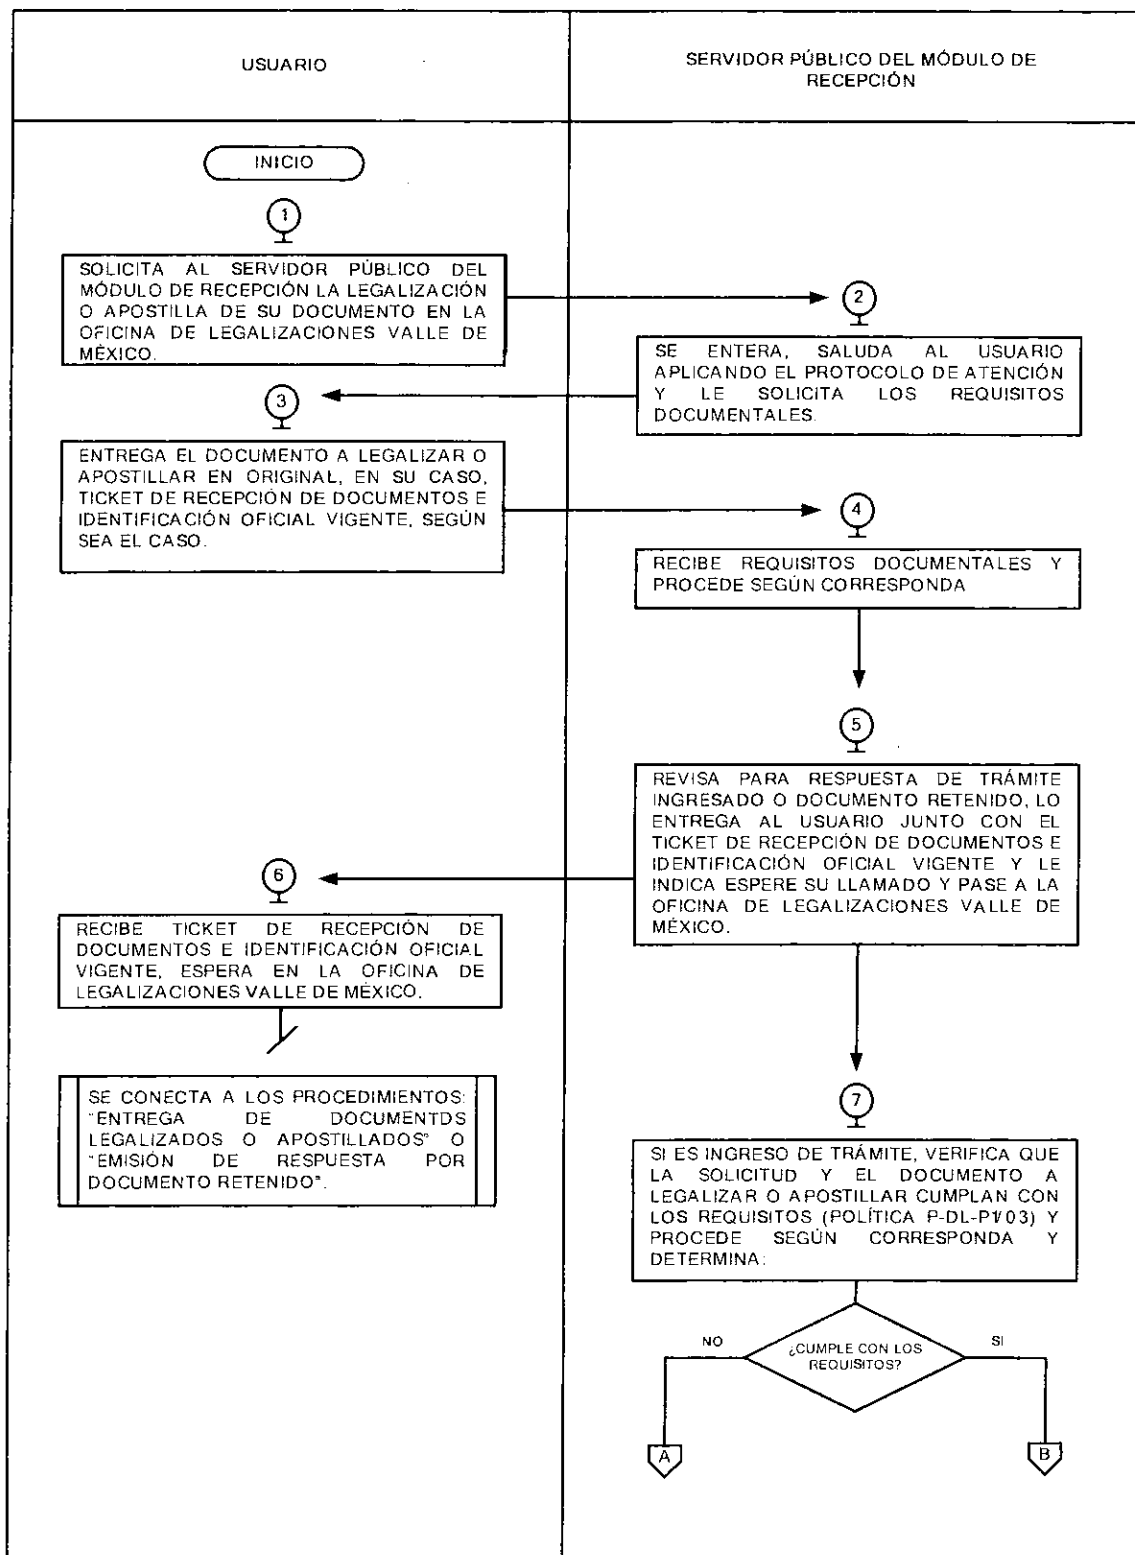 USUARIO
SERVIDOR PÚBLICO DEL MÓDULO DE
RECEPCIÓN
INICIO
1
SOLICITA AL SERVIDOR PÚBLICO DEL
MÓDULO DE RECEPCIÓN LA LEGALIZACIÓN
O APOSTILLA DE SU DOCUMENTO EN LA
OFICINA DE LEGALIZACIONES VALLE DE
MÉXICO.
2
SE ENTERA, SALUDA AL USUARIO
APLICANDO EL PROTOCOLO DE ATENCIÓN
Y LE SOLICITA LOS REQUISITOS
DOCUMENTALES.
3
ENTREGA EL DOCUMENTO A LEGALIZAR O
APOSTILLAR EN ORIGINAL, EN SU CASO,
TICKET DE RECEPCIÓN DE DOCUMENTOS E
IDENTIFICACIÓN OFICIAL VIGENTE, SEGÚN
SEA EL CASO.
4
RECIBE REQUISITOS DOCUMENTALES Y
PROCEDE SEGÚN CORRESPONDA
5
REVISA PARA RESPUESTA DE TRÁMITE
INGRESADO O DOCUMENTO RETENIDO, LO
ENTREGA AL USUARIO JUNTO CON EL
TICKET DE RECEPCIÓN DE DOCUMENTOS E
IDENTIFICACIÓN OFICIAL VIGENTE Y LE
INDICA ESPERE SU LLAMADO Y PASE A LA
OFICINA DE LEGALIZACIONES VALLE DE
MÉXICO.
6
RECIBE TICKET DE RECEPCIÓN DE
DOCUMENTOS E IDENTIFICACIÓN OFICIAL
VIGENTE, ESPERA EN LA OFICINA DE
LEGALIZACIONES VALLE DE MÉXICO.
SE CONECTA A LOS PROCEDIMIENTOS:
"ENTREGA DE DOCUMENTOS
LEGALIZADOS O APOSTILLADOS" O
"EMISIÓN DE RESPUESTA POR
DOCUMENTO RETENIDO".
7
SI ES INGRESO DE TRÁMITE, VERIFICA QUE
LA SOLICITUD Y EL DOCUMENTO A
LEGALIZAR O APOSTILLAR CUMPLAN CON
LOS REQUISITOS (POLÍTICA P-DL-P1/03) Y
PROCEDE SEGÚN CORRESPONDA Y
DETERMINA:
¿CUMPLE CON LOS
REQUISITOS?
NO
SI
A
B